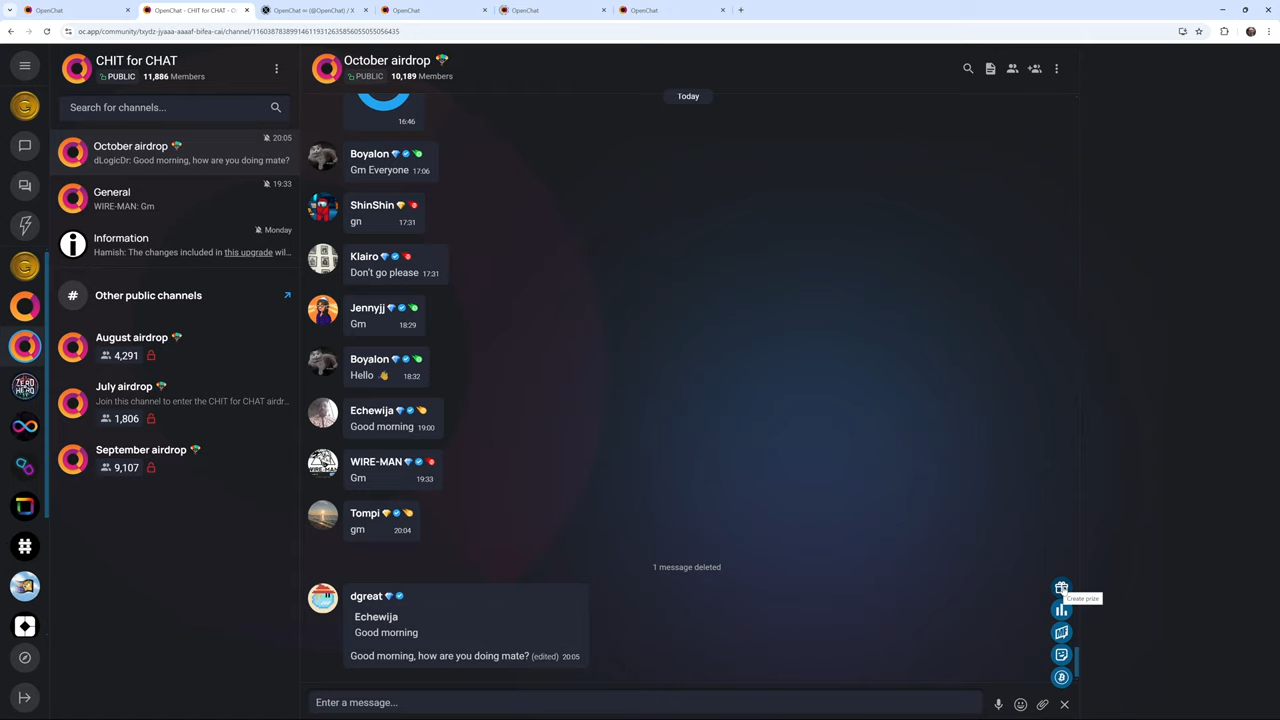 OpenChat
OpenChat - CHIT for CHAT - C
OpenChat ∞ (@OpenChat) / X
OpenChat
OpenChat
OpenChat
oc.app/community/txydz-jyaaa-aaaaf-bifea-cai/channel/116038783899146119312635856055055056435
CHIT for CHAT
PUBLIC 11,886 Members
Search for channels...
October airdrop
20:05
dLogicDr: Good morning, how are you doing mate?
General
19:33
WIRE-MAN: Gm
Information
Monday
Hamish: The changes included in this upgrade wil...
Other public channels
August airdrop
4,291
July airdrop
Join this channel to enter the CHIT for CHAT airdr...
1,806
September airdrop
9,107
ZERO
HERO
October airdrop
PUBLIC 10,189 Members
Today
16:46
Boyalon
Gm Everyone 17:06
ShinShin
gn 17:31
Klairo
Don't go please 17:31
Jennyjj
Gm 18:29
Boyalon
Hello 👋 18:32
Echewija
Good morning 19:00
WIRE-MAN
WIRE-MAN
Gm 19:33
Tompi
gm 20:04
1 message deleted
dgreat
Echewija
Good morning
Good morning, how are you doing mate? (edited) 20:05
Create prize
Enter a message...